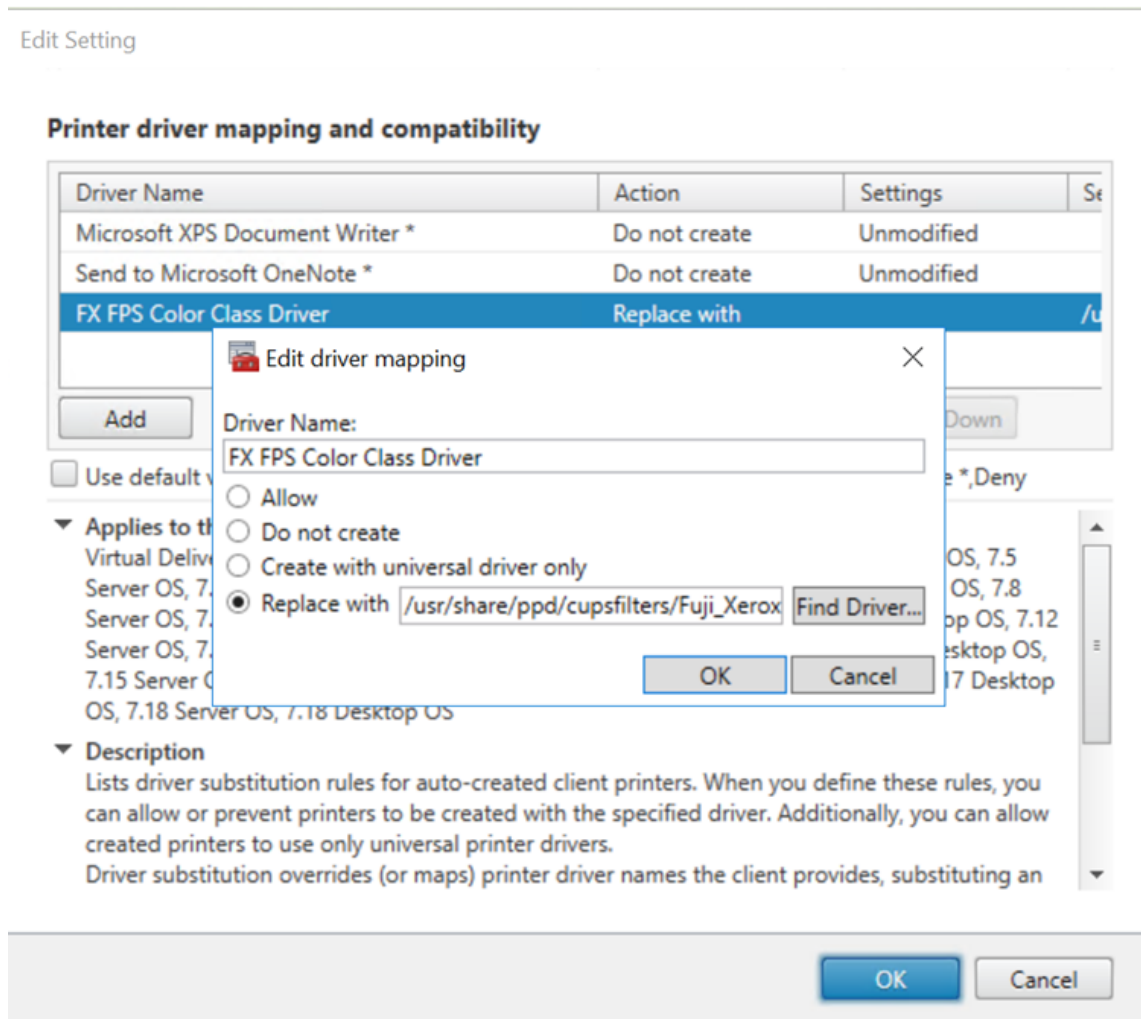 Edit Setting
Printer driver mapping and compatibility
Driver Name Action Settings Se
Microsoft XPS Document Writer * Do not create Unmodified
Send to Microsoft OneNote * Do not create Unmodified
FX FPS Color Class Driver Replace with /u
Edit driver mapping
Driver Name:
FX FPS Color Class Driver
Allow
Do not create
Create with universal driver only
Replace with /usr/share/ppd/cupsfilters/Fuji_Xerox Find Driver...
OK Cancel
Add Down
Use default e *,Deny
Applies to th
Virtual Delive OS, 7.5
Server OS, 7. OS, 7.8
Server OS, 7. op OS, 7.12
Server OS, 7. esktop OS,
7.15 Server 17 Desktop
OS, 7.18 Server OS, 7.18 Desktop OS
Description
Lists driver substitution rules for auto-created client printers. When you define these rules, you
can allow or prevent printers to be created with the specified driver. Additionally, you can allow
created printers to use only universal printer drivers.
Driver substitution overrides (or maps) printer driver names the client provides, substituting an
OK Cancel